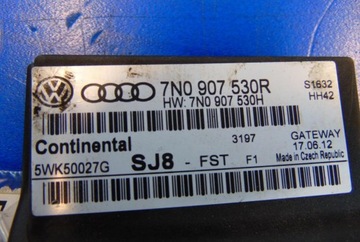 7N0 907 530R
S1632
HW: 7N0 907 530H
HH42
Continental
3197
GATEWAY
17.06.12
5WK50027G
SJ8 - FST F1
Made in Czech Republic